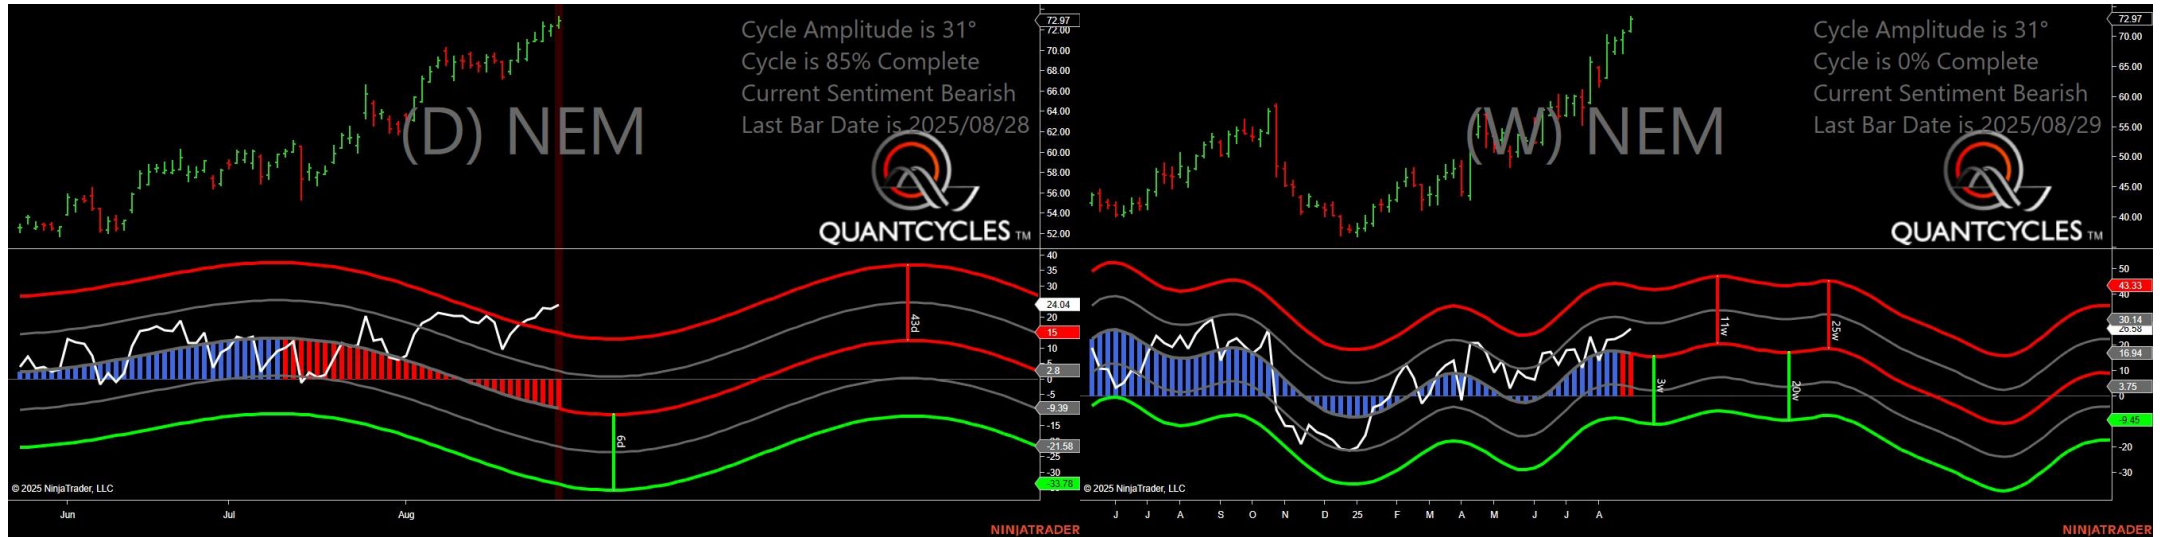 Cycle Amplitude is 31°
Cycle is 85% Complete
Current Sentiment Bearish
Last Bar Date is 2025/08/28
(D) NEM
QUANTCYCLES TM
72.97
72.00
70.00
68.00
66.00
64.00
62.00
60.00
58.00
56.00
54.00
52.00
40
35
30
24.04
20
15
10
5
2.8
0
-5
-9.39
-15
-21.58
-25
-30
-33.78
43d
6d
© 2025 NinjaTrader, LLC
Jun Jul Aug
NINJATRADER
Cycle Amplitude is 31°
Cycle is 0% Complete
Current Sentiment Bearish
Last Bar Date is 2025/08/29
(W) NEM
QUANTCYCLES TM
72.97
70.00
65.00
60.00
55.00
50.00
45.00
40.00
50
43.33
40
30.14
26.58
20
16.94
10
3.75
0
-9.45
-20
-30
11w
25w
3w
20w
© 2025 NinjaTrader, LLC
J J A S O N D 25 F M A M J J A
NINJATRADER